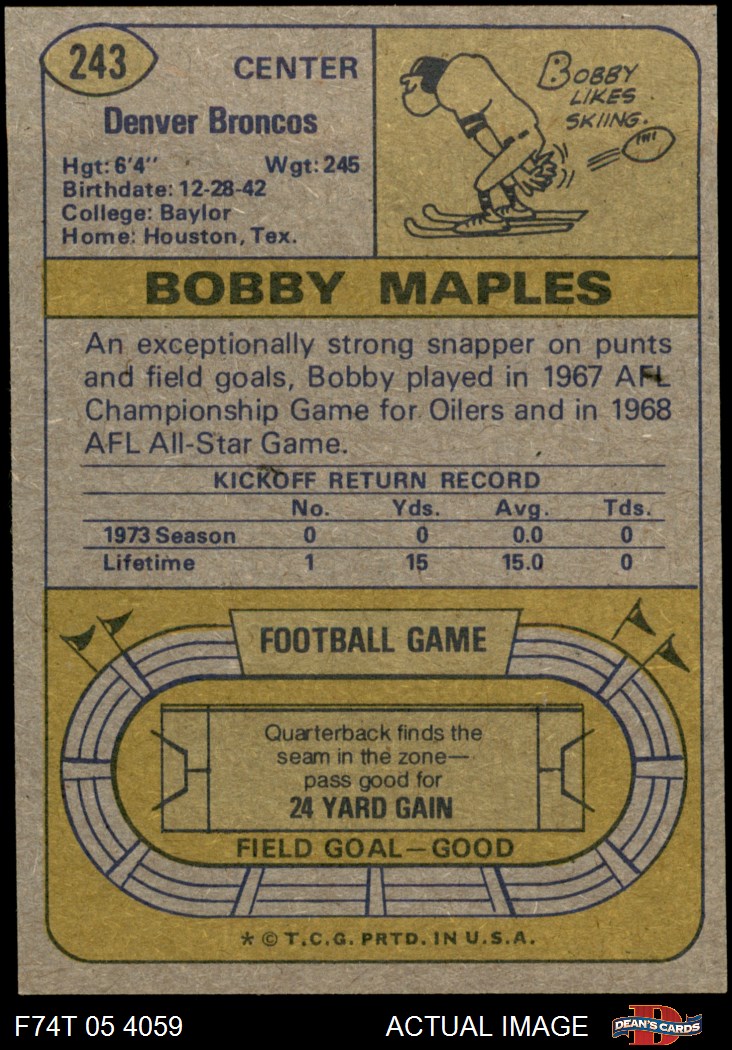 243
CENTER
Denver Broncos
Hgt: 6'4" Wgt: 245
Birthdate: 12-28-42
College: Baylor
Home: Houston, Tex.
BOBBY
LIKES
SKIING.
BOBBY MAPLES
An exceptionally strong snapper on punts
and field goals, Bobby played in 1967 AFL
Championship Game for Oilers and in 1968
AFL All-Star Game.
KICKOFF RETURN RECORD
No. Yds. Avg. Tds.
1973 Season 0 0 0.0 0
Lifetime 1 15 15.0 0
FOOTBALL GAME
Quarterback finds the
seam in the zone—
pass good for
24 YARD GAIN
FIELD GOAL—GOOD
* © T.C.G. PRTD. IN U.S.A.
F74T 05 4059 ACTUAL IMAGE D DEAN'S CARDS